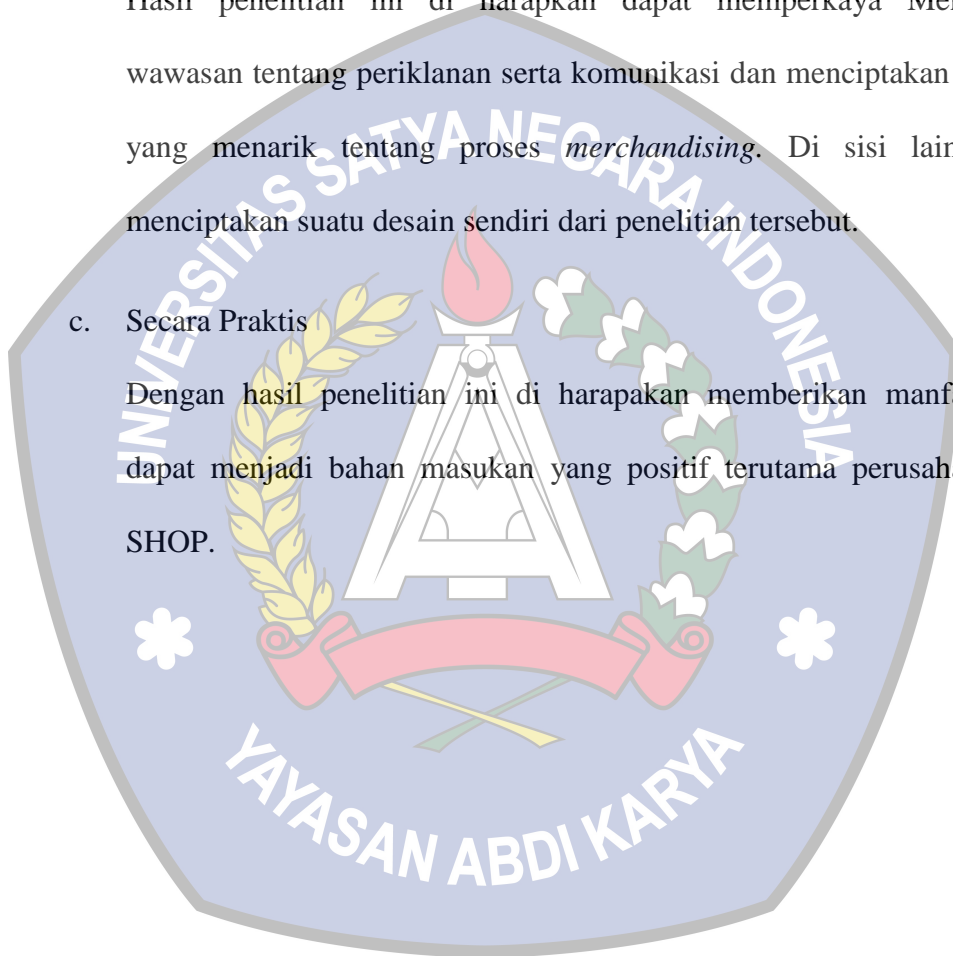 Hasil penelitian ini di harapkan dapat memperkaya
wawasan tentang periklanan serta komunikasi dan menciptakan
yang menarik tentang proses merchandising. Di sisi lain
menciptakan suatu desain sendiri dari penelitian tersebut.
c. Secara Praktis
Dengan hasil penelitian ini di harapakan memberikan
dapat menjadi bahan masukan yang positif terutama
SHOP.
UNIVERSITAS SATYA NEGARA INDONESIA
YAYASAN ABDI KARYA